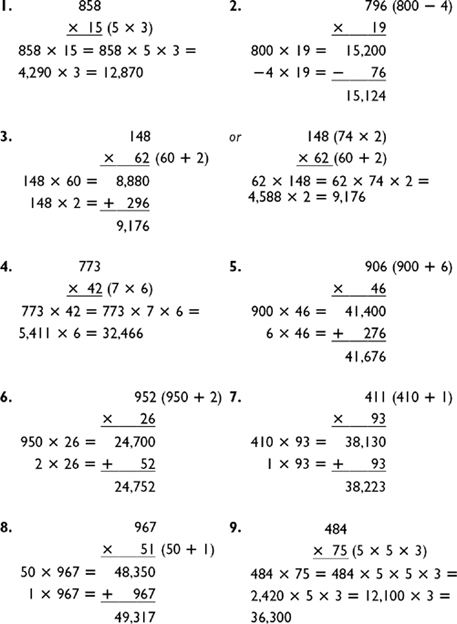 1. 858
× 15 (5 × 3)
858 × 15 = 858 × 5 × 3 =
4,290 × 3 = 12,870
2. 796 (800 − 4)
× 19
800 × 19 = 15,200
−4 × 19 = − 76
15,124
3. 148
× 62 (60 + 2)
148 × 60 = 8,880
148 × 2 = + 296
9,176
or 148 (74 × 2)
× 62 (60 + 2)
62 × 148 = 62 × 74 × 2 =
4,588 × 2 = 9,176
4. 773
× 42 (7 × 6)
773 × 42 = 773 × 7 × 6 =
5,411 × 6 = 32,466
5. 906 (900 + 6)
× 46
900 × 46 = 41,400
6 × 46 = + 276
41,676
6. 952 (950 + 2)
× 26
950 × 26 = 24,700
2 × 26 = + 52
24,752
7. 411 (410 + 1)
× 93
410 × 93 = 38,130
1 × 93 = + 93
38,223
8. 967
× 51 (50 + 1)
50 × 967 = 48,350
1 × 967 = + 967
49,317
9. 484
× 75 (5 × 5 × 3)
484 × 75 = 484 × 5 × 5 × 3 =
2,420 × 5 × 3 = 12,100 × 3 =
36,300